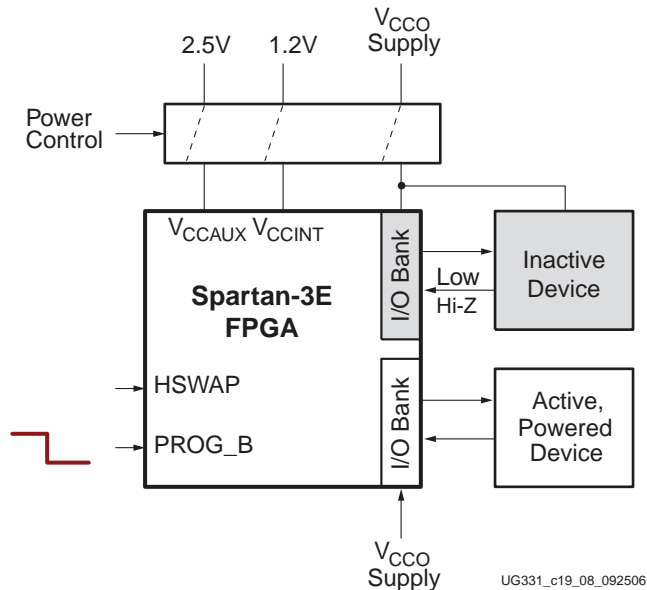 VCCO
Supply
2.5V
1.2V
Power
Control
VCCAUX VCCINT
I/O Bank
Low
Hi-Z
Inactive
Device
Spartan-3E
FPGA
HSWAP
PROG_B
I/O Bank
Active,
Powered
Device
VCCO
Supply
UG331_c19_08_092506